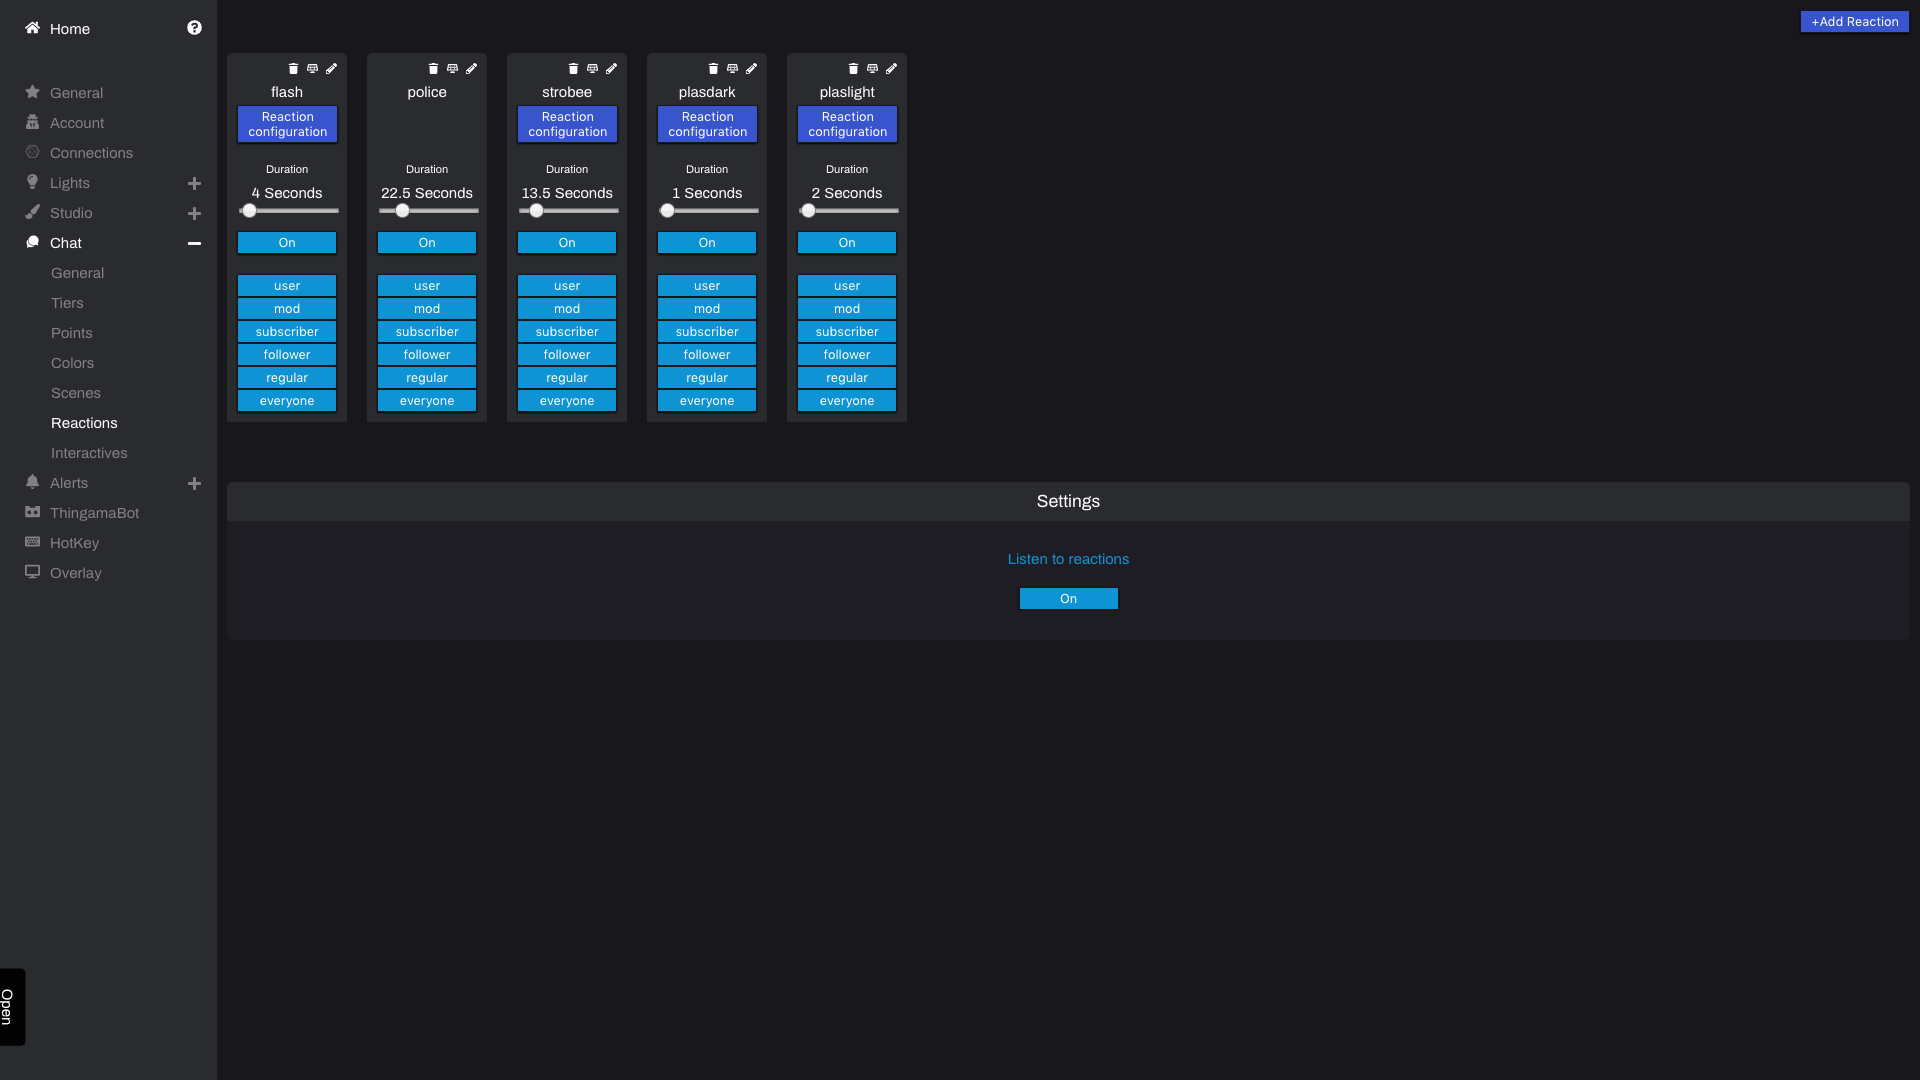 Home
General
Account
Connections
Lights
Studio
Chat
General
Tiers
Points
Colors
Scenes
Reactions
Interactives
Alerts
ThingamaBot
HotKey
Overlay
Open
+Add Reaction
flash
Reaction
configuration
Duration
4 Seconds
On
user
mod
subscriber
follower
regular
everyone
police
Duration
22.5 Seconds
On
user
mod
subscriber
follower
regular
everyone
strobee
Reaction
configuration
Duration
13.5 Seconds
On
user
mod
subscriber
follower
regular
everyone
plasdark
Reaction
configuration
Duration
1 Seconds
On
user
mod
subscriber
follower
regular
everyone
plaslight
Reaction
configuration
Duration
2 Seconds
On
user
mod
subscriber
follower
regular
everyone
Settings
Listen to reactions
On